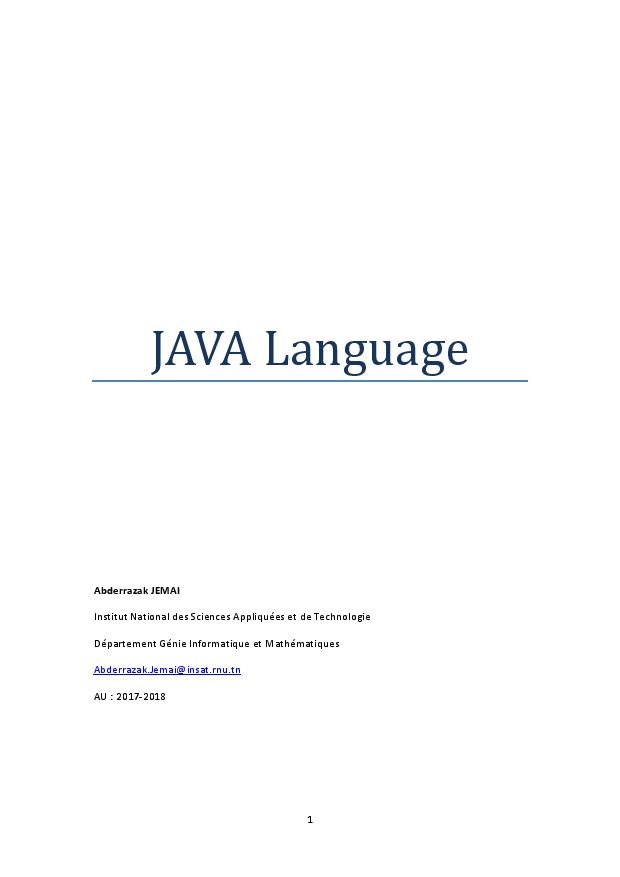 JAVA Language
Abderrazak JEMAI
Institut National des Sciences Appliquées et de Technologie
Département Génie Informatique et Mathématiques
Abderrazak.Jemai@insat.rnu.tn
AU : 2017-2018
1